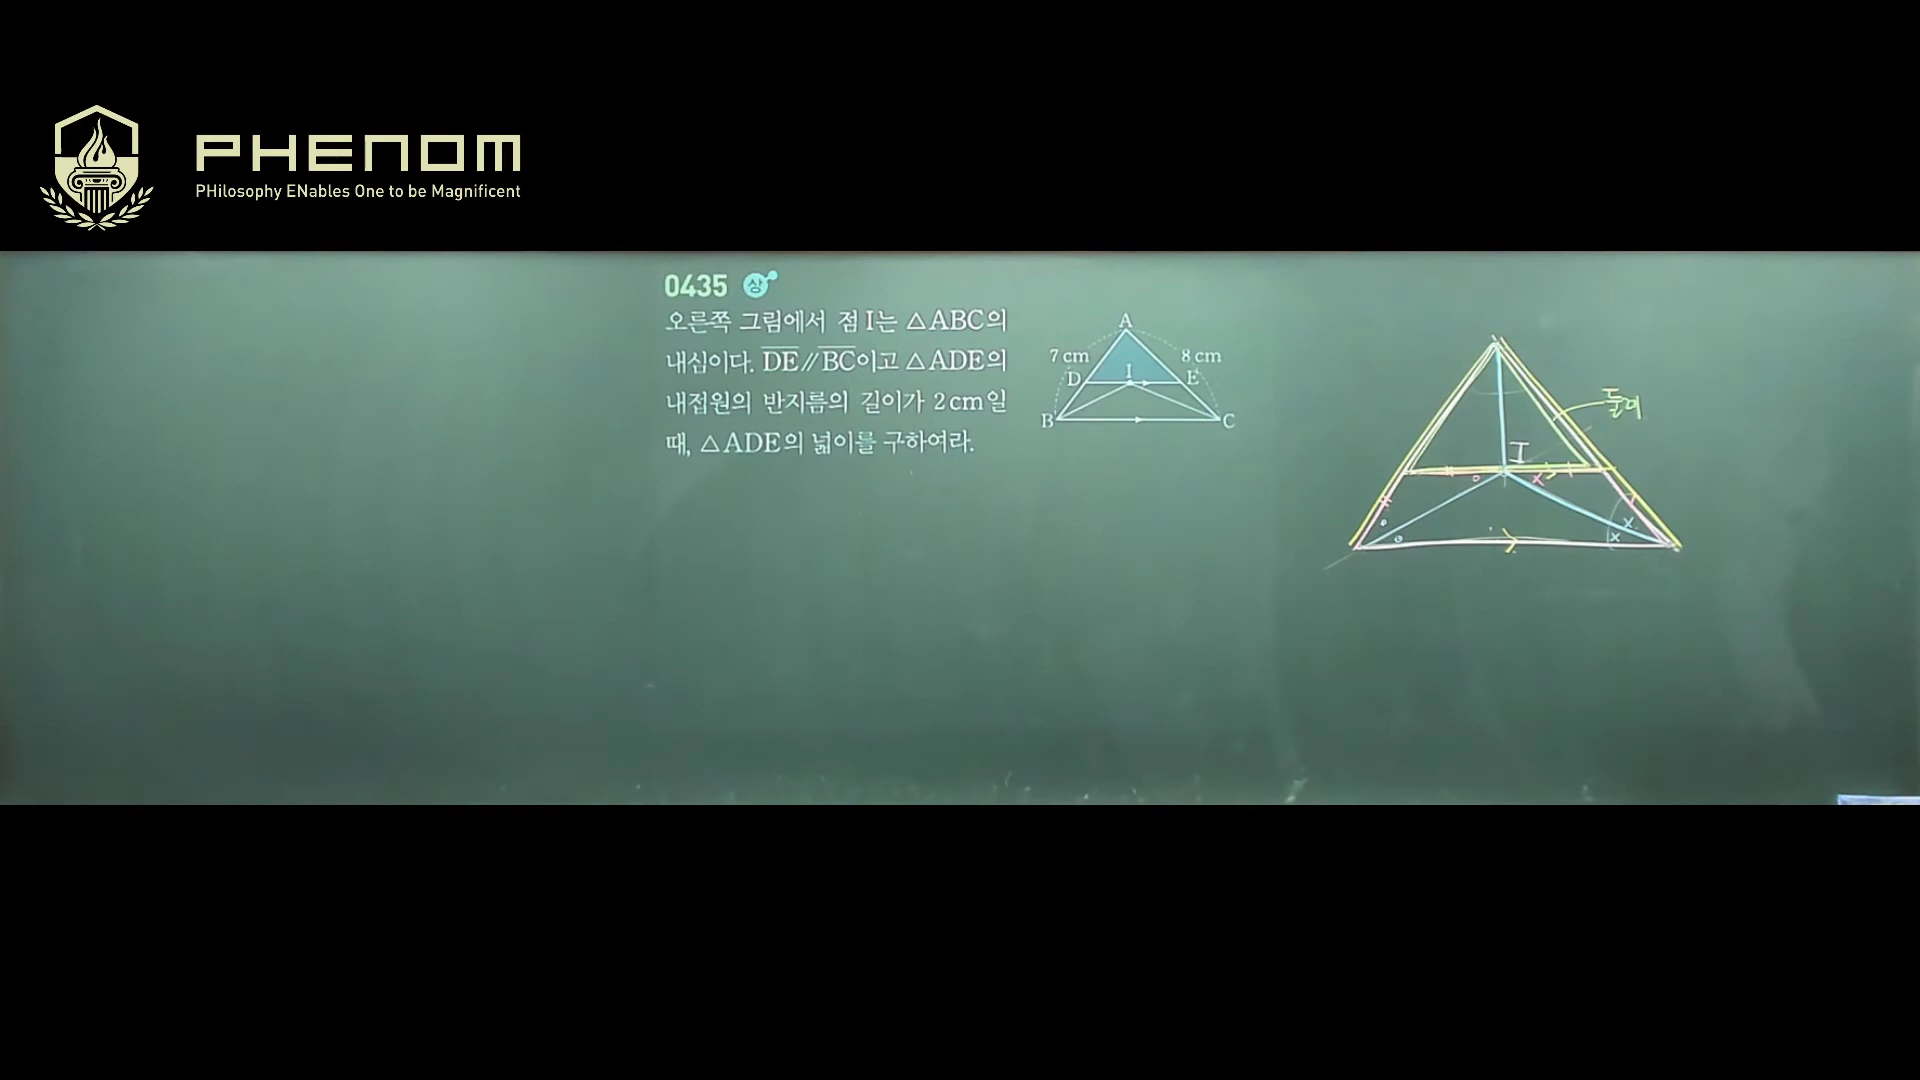 PHENOM
PHilosophy ENables One to be Magnificent
0435 상
오른쪽 그림에서 점 I는 △ABC의
내심이다. DE∥BC이고 △ADE의
내접원의 반지름의 길이가 2cm일
때, △ADE의 넓이를 구하여라.
A
7 cm
8 cm
D
I
E
B
C
둘레
I